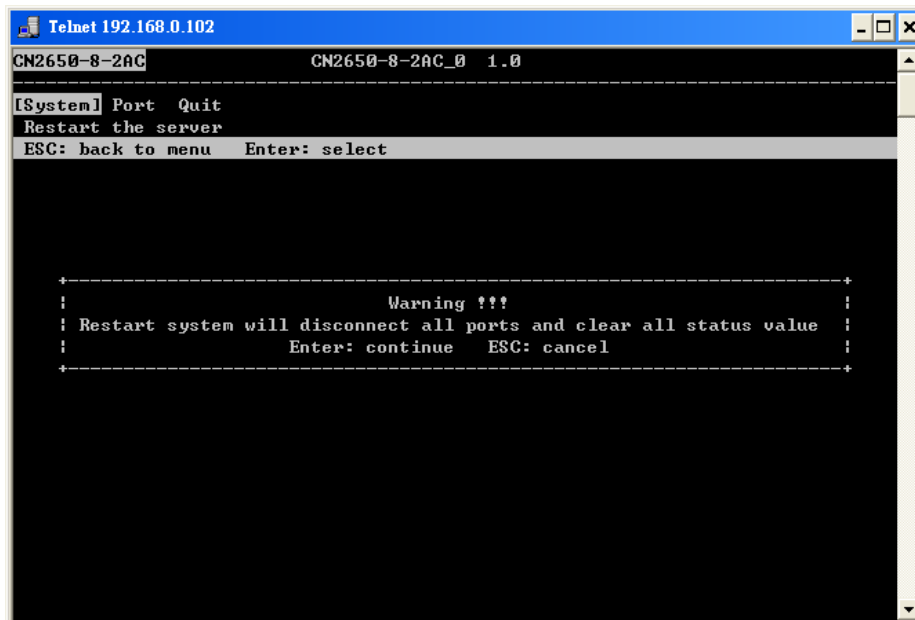 Telnet 192.168.0.102
CN2650-8-2AC CN2650-8-2AC_0 1.0
[System] Port Quit
Restart the server
ESC: back to menu Enter: select
Warning !!!
Restart system will disconnect all ports and clear all status value
Enter: continue ESC: cancel